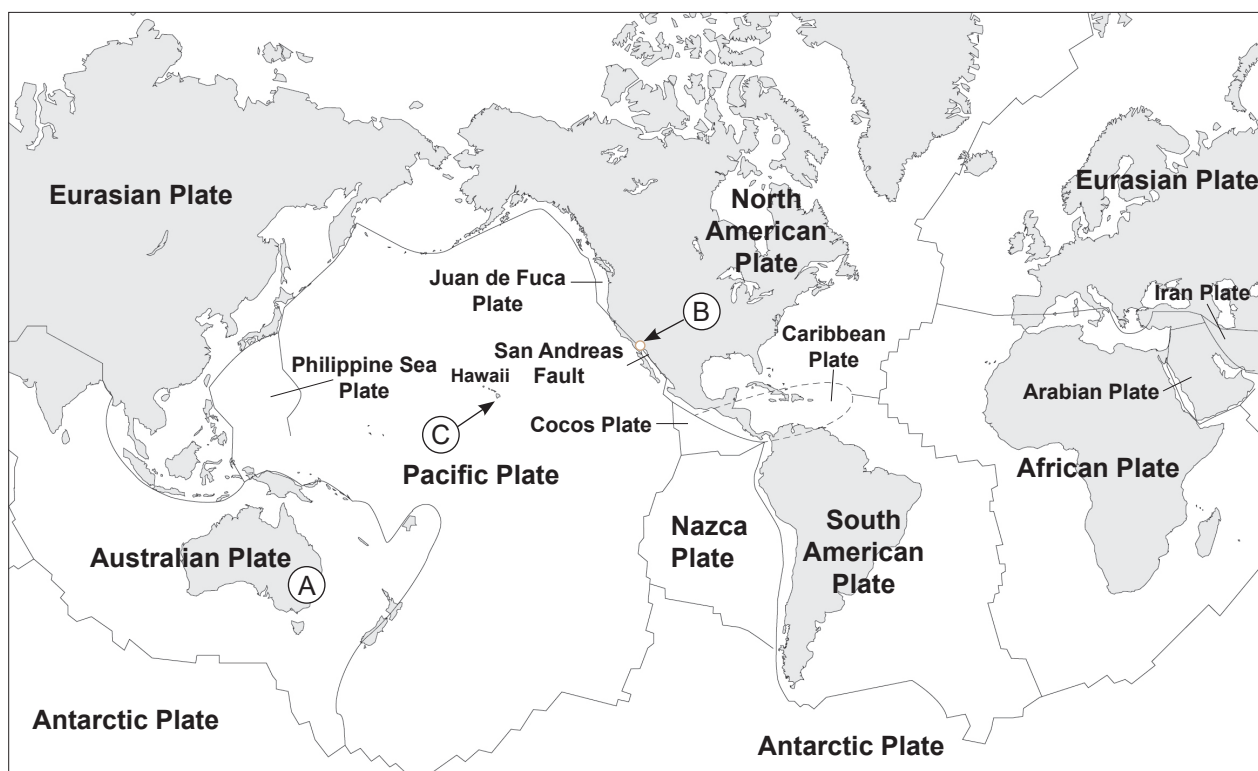 Eurasian Plate
North
American
Plate
Eurasian Plate
Juan de Fuca
Plate
Iran Plate
B
San Andreas
Fault
Caribbean
Plate
Philippine Sea
Plate
Hawaii
Arabian Plate
C
Cocos Plate
Pacific Plate
African Plate
Nazca
Plate
South
American
Plate
Australian Plate
A
Antarctic Plate
Antarctic Plate